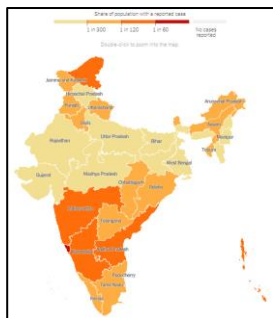 Share of population with a reported case
1 in 300
1 in 120
1 in 60
No cases reported
Double-click to zoom into the map.
Jammu and Kashmir
Himachal Pradesh
Punjab
Uttarakhand
Delhi
Arunachal Pradesh
Rajasthan
Uttar Pradesh
Bihar
Assam
Manipur
Tripura
Gujarat
Madhya Pradesh
West Bengal
Chhattisgarh
Odisha
Maharashtra
Telangana
Andhra Pradesh
Karnataka
Puducherry
Tamil Nadu
Kerala